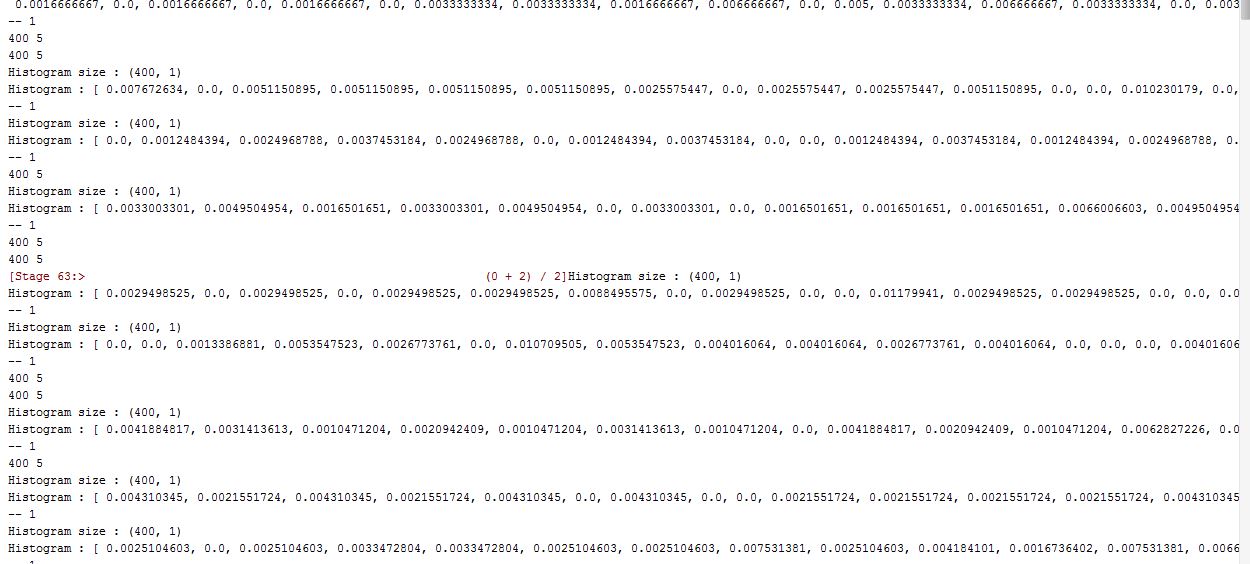 0.0016666667, 0.0, 0.0016666667, 0.0, 0.0016666667, 0.0, 0.0033333334, 0.0033333334, 0.0016666667, 0.006666667, 0.0, 0.005, 0.0033333334, 0.006666667, 0.0033333334, 0.0, 0.003
-- 1
400 5
400 5
Histogram size : (400, 1)
Histogram : [ 0.007672634, 0.0, 0.0051150895, 0.0051150895, 0.0051150895, 0.0051150895, 0.0025575447, 0.0, 0.0025575447, 0.0025575447, 0.0051150895, 0.0, 0.0, 0.010230179, 0.0,
-- 1
Histogram size : (400, 1)
Histogram : [ 0.0, 0.0012484394, 0.0024968788, 0.0037453184, 0.0024968788, 0.0, 0.0012484394, 0.0037453184, 0.0, 0.0, 0.0012484394, 0.0037453184, 0.0012484394, 0.0024968788, 0.
-- 1
400 5
Histogram size : (400, 1)
Histogram : [ 0.0033003301, 0.0049504954, 0.0016501651, 0.0033003301, 0.0049504954, 0.0, 0.0033003301, 0.0, 0.0016501651, 0.0016501651, 0.0016501651, 0.0066006603, 0.0049504954
-- 1
400 5
400 5
[Stage 63:> (0 + 2) / 2]Histogram size : (400, 1)
Histogram : [ 0.0029498525, 0.0, 0.0029498525, 0.0, 0.0029498525, 0.0029498525, 0.0088495575, 0.0, 0.0029498525, 0.0, 0.0, 0.01179941, 0.0029498525, 0.0029498525, 0.0, 0.0, 0.0
-- 1
Histogram size : (400, 1)
Histogram : [ 0.0, 0.0, 0.0013386881, 0.0053547523, 0.0026773761, 0.0, 0.010709505, 0.0053547523, 0.004016064, 0.004016064, 0.0026773761, 0.004016064, 0.0, 0.0, 0.0, 0.00401606
-- 1
400 5
400 5
Histogram size : (400, 1)
Histogram : [ 0.0041884817, 0.0031413613, 0.0010471204, 0.0020942409, 0.0010471204, 0.0031413613, 0.0010471204, 0.0, 0.0041884817, 0.0020942409, 0.0010471204, 0.0062827226, 0.0
-- 1
400 5
Histogram size : (400, 1)
Histogram : [ 0.004310345, 0.0021551724, 0.004310345, 0.0021551724, 0.004310345, 0.0, 0.004310345, 0.0, 0.0, 0.0021551724, 0.0021551724, 0.0021551724, 0.0021551724, 0.004310345
-- 1
Histogram size : (400, 1)
Histogram : [ 0.0025104603, 0.0, 0.0025104603, 0.0033472804, 0.0033472804, 0.0025104603, 0.0025104603, 0.007531381, 0.0025104603, 0.004184101, 0.0016736402, 0.007531381, 0.0066
-- 1